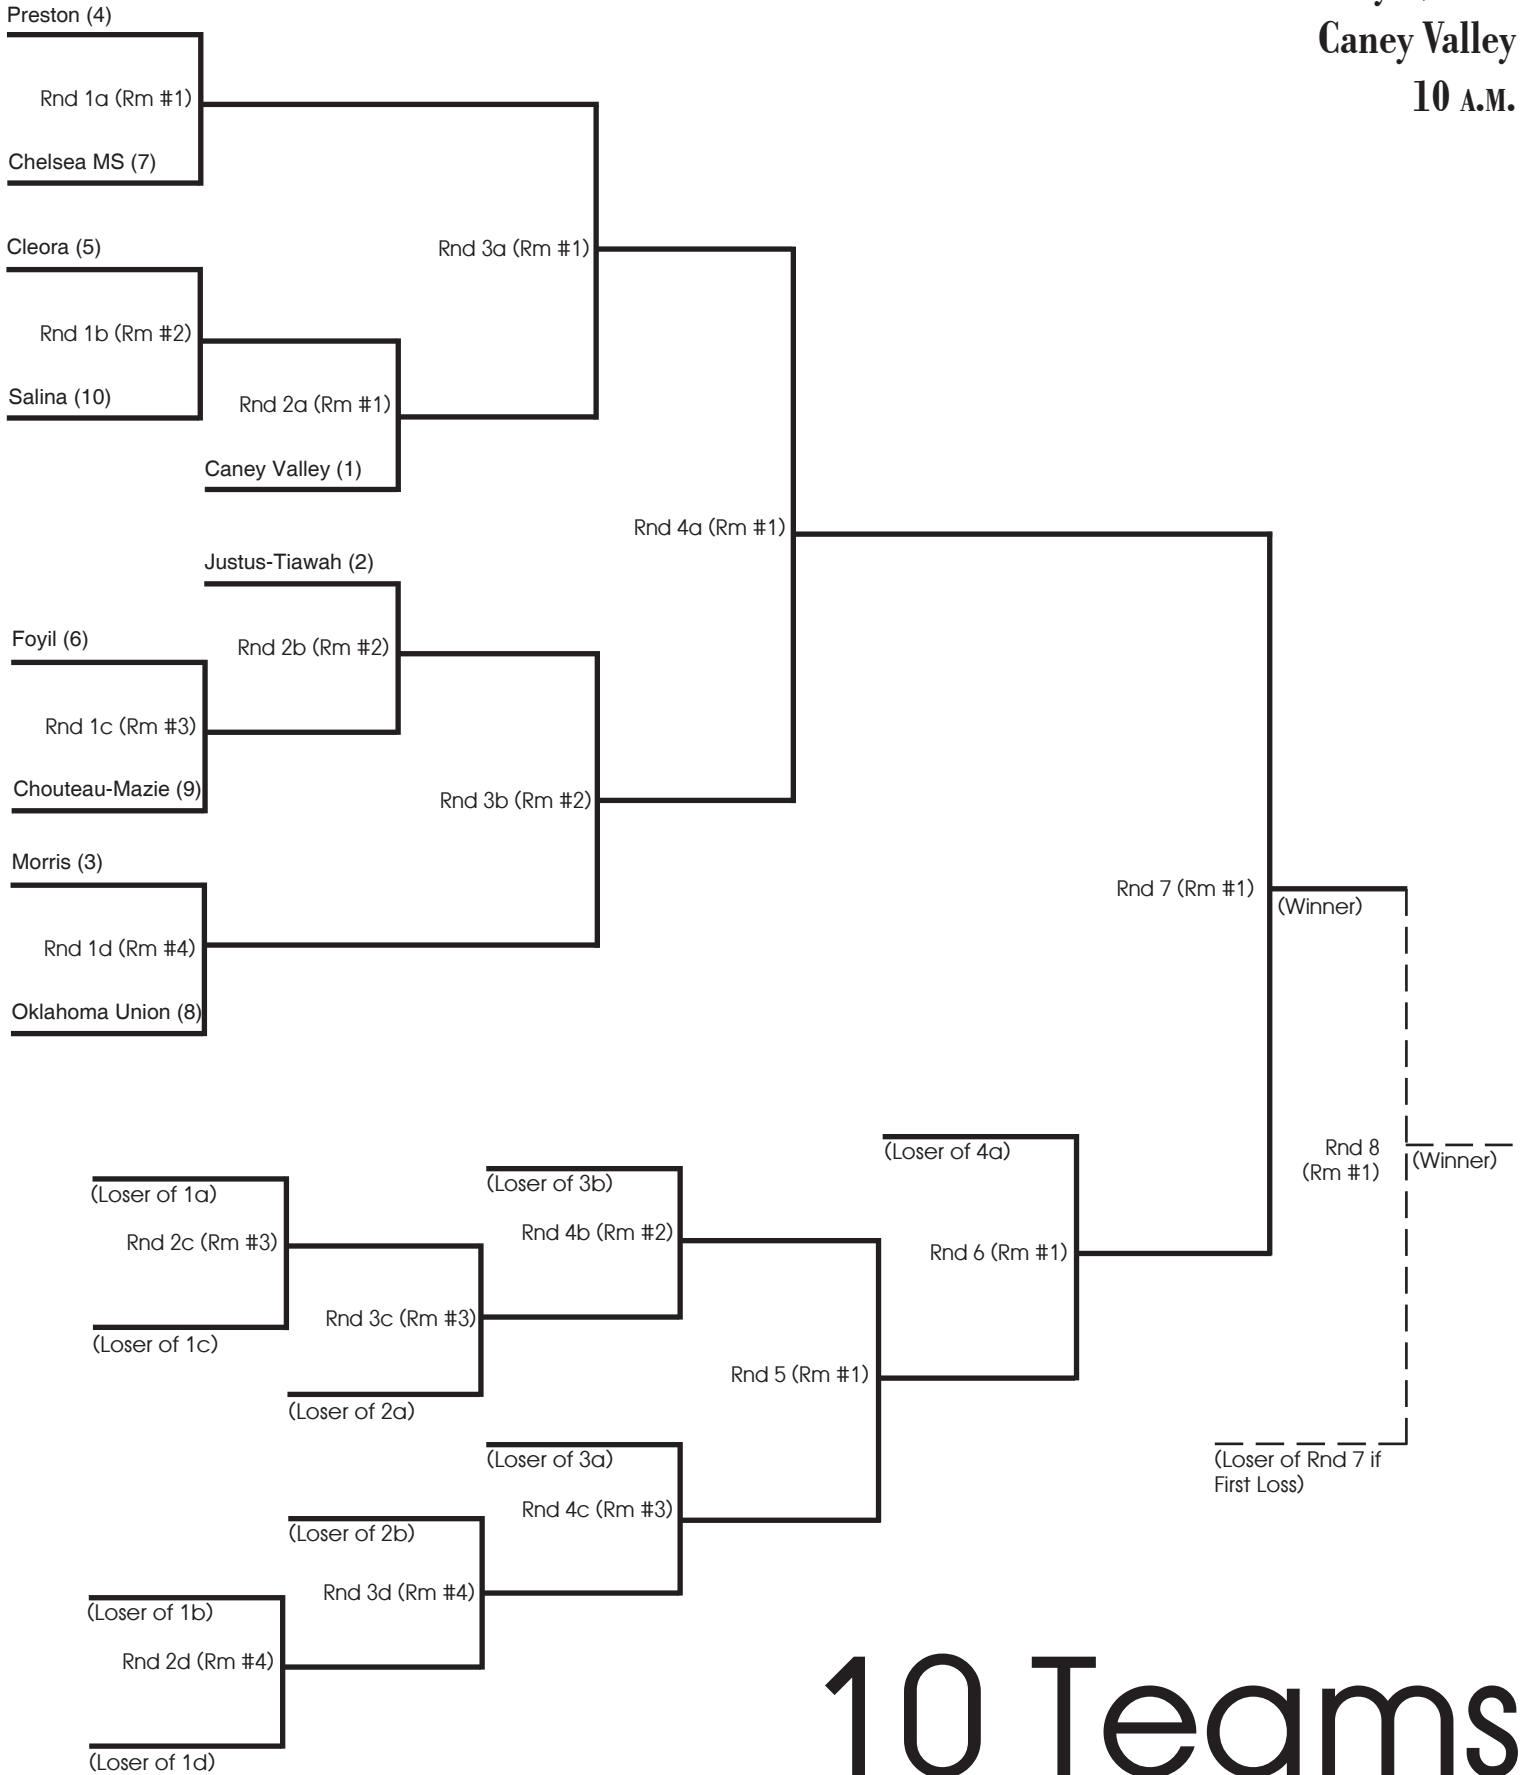 Preston (4)
Caney Valley
10 A.M.
Rnd 1a (Rm #1)
Chelsea MS (7)
Cleora (5)
Rnd 3a (Rm #1)
Rnd 1b (Rm #2)
Salina (10)
Rnd 2a (Rm #1)
Caney Valley (1)
Rnd 4a (Rm #1)
Justus-Tiawah (2)
Foyil (6)
Rnd 2b (Rm #2)
Rnd 1c (Rm #3)
Chouteau-Mazie (9)
Rnd 3b (Rm #2)
Morris (3)
Rnd 7 (Rm #1)
(Winner)
Rnd 1d (Rm #4)
Oklahoma Union (8)
(Loser of 4a)
Rnd 8
(Rm #1)
(Winner)
(Loser of 1a)
(Loser of 3b)
Rnd 2c (Rm #3)
Rnd 4b (Rm #2)
Rnd 6 (Rm #1)
Rnd 3c (Rm #3)
(Loser of 1c)
Rnd 5 (Rm #1)
(Loser of 2a)
(Loser of 3a)
(Loser of Rnd 7 if
First Loss)
Rnd 4c (Rm #3)
(Loser of 2b)
Rnd 3d (Rm #4)
(Loser of 1b)
Rnd 2d (Rm #4)
(Loser of 1d)
10 Teams